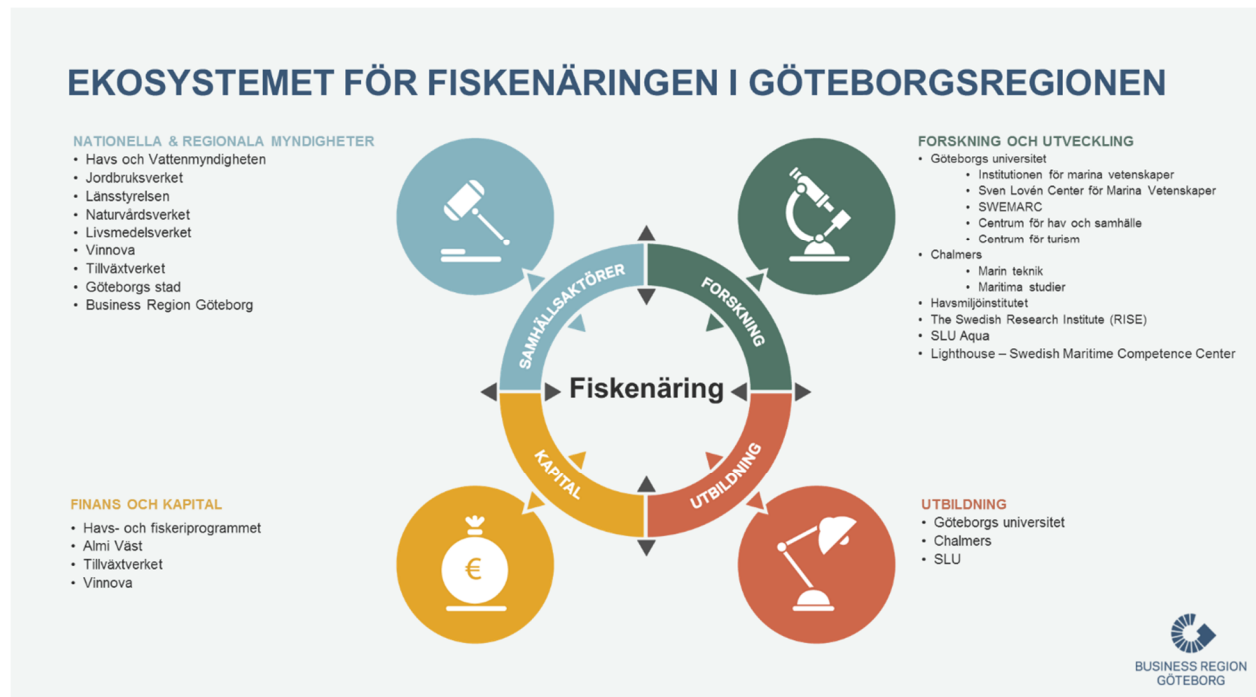 EKOSYSTEMET FÖR FISKENÄRINGEN I GÖTEBORGSREGIONEN
NATIONELLA & REGIONALA MYNDIGHETER
• Havs och Vattenmyndigheten
• Jordbruksverket
• Länsstyrelsen
• Naturvårdsverket
• Livsmedelsverket
• Vinnova
• Tillväxtverket
• Göteborgs stad
• Business Region Göteborg
FORSKNING OCH UTVECKLING
• Göteborgs universitet
• Institutionen för marina vetenskaper
• Sven Lovén Center för Marina Vetenskaper
• SWEMARC
• Centrum för hav och samhälle
• Centrum för turism
• Chalmers
• Marin teknik
• Maritima studier
• Havsmiljöinstitutet
• The Swedish Research Institute (RISE)
• SLU Aqua
• Lighthouse – Swedish Maritime Competence Center
SAMHÄLLSAKTÖRER
FORSKNING
Fiskenäring
KAPITAL
UTBILDNING
FINANS OCH KAPITAL
• Havs- och fiskeriprogrammet
• Almi Väst
• Tillväxtverket
• Vinnova
€
UTBILDNING
• Göteborgs universitet
• Chalmers
• SLU
BUSINESS REGION
GÖTEBORG